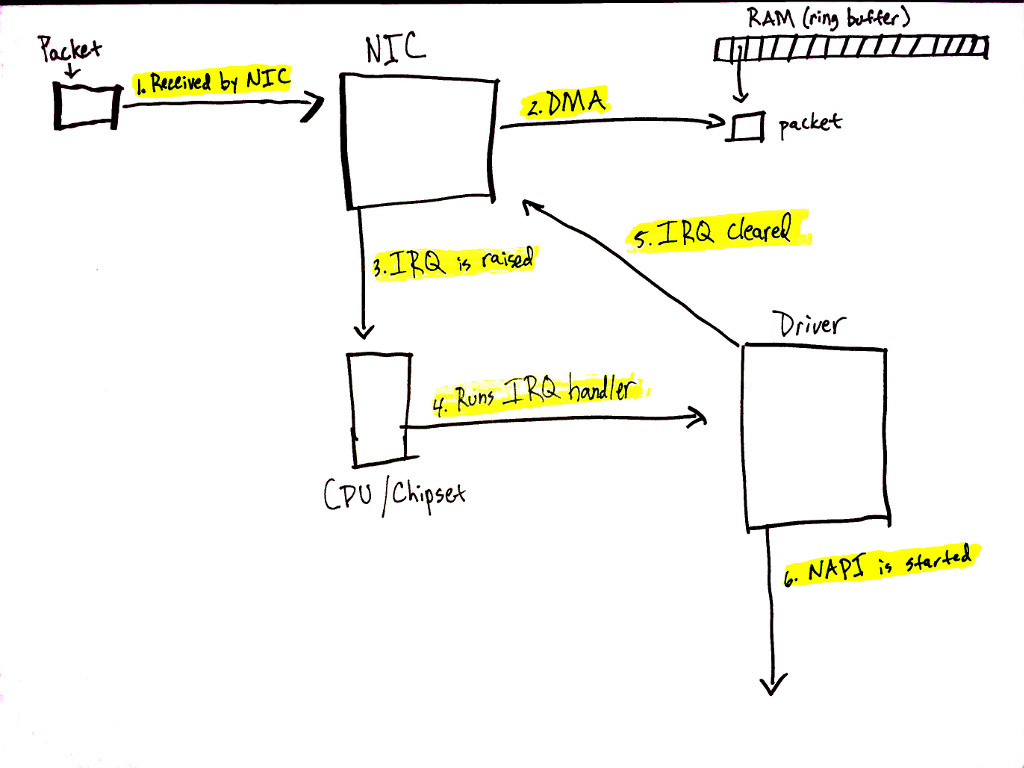 RAM (ring buffer)
Packet
NIC
1. Received by NIC
2. DMA
packet
5. IRQ cleared
3. IRQ is raised
Driver
4. Runs IRQ handler
CPU/Chipset
6. NAPI is started